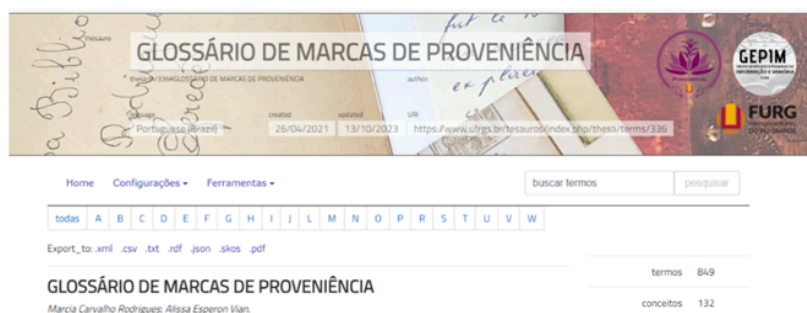 thesauro
GLOSSÁRIO DE MARCAS DE PROVENIÊNCIA
author
language
created
updated
URI
Portuguese (Brazil)
26/04/2021
13/10/2023
https://www.ufrgs.br/tesauros/index.php/thesa/terms/336
GEPIM
FURG
Home Configurações Ferramentas
buscar termos
pesquisar
todas A B C D E F G H I J L M N O P R S T U V W
Export_to: .xml .csv .txt .rdf .json .skos .pdf
GLOSSÁRIO DE MARCAS DE PROVENIÊNCIA
Marcia Carvalho Rodrigues; Alissa Esperon Vian.
termos 849
conceitos 132